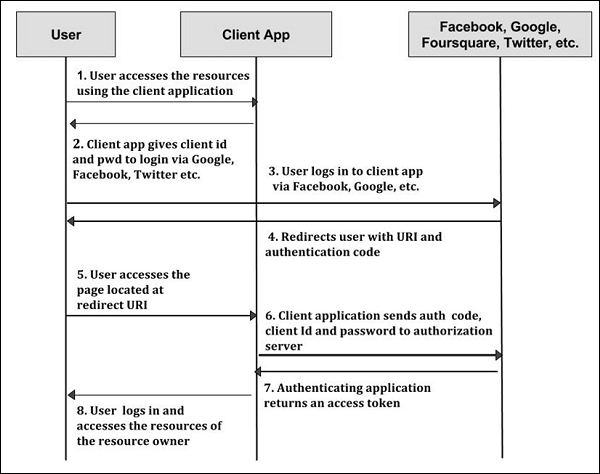 User
Client App
Facebook, Google,
Foursquare, Twitter, etc.
1. User accesses the resources
using the client application
2. Client app gives client id
and pwd to login via Google,
Facebook, Twitter etc.
3. User logs in to client app
via Facebook, Google, etc.
4. Redirects user with URI and
authentication code
5. User accesses the
page located at
redirect URI
6. Client application sends auth code,
client Id and password to authorization
server
7. Authenticating application
returns an access token
8. User logs in and
accesses the resources of
the resource owner